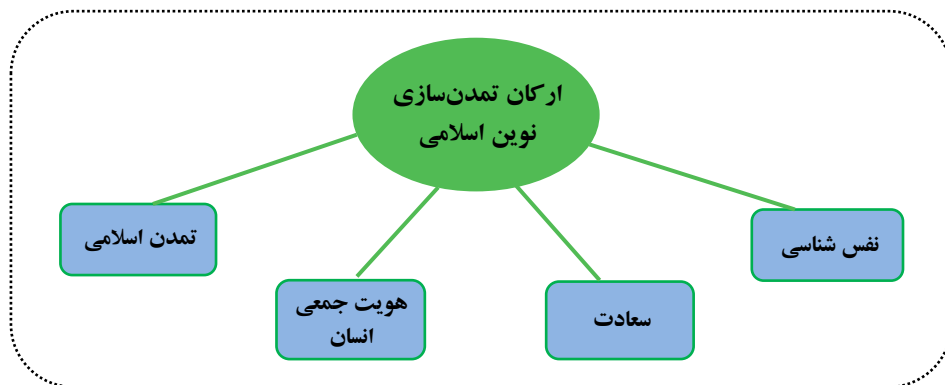 ارکان تمدن‌سازی
نوین اسلامی
نفس شناسی
سعادت
هویت جمعی
انسان
تمدن اسلامی